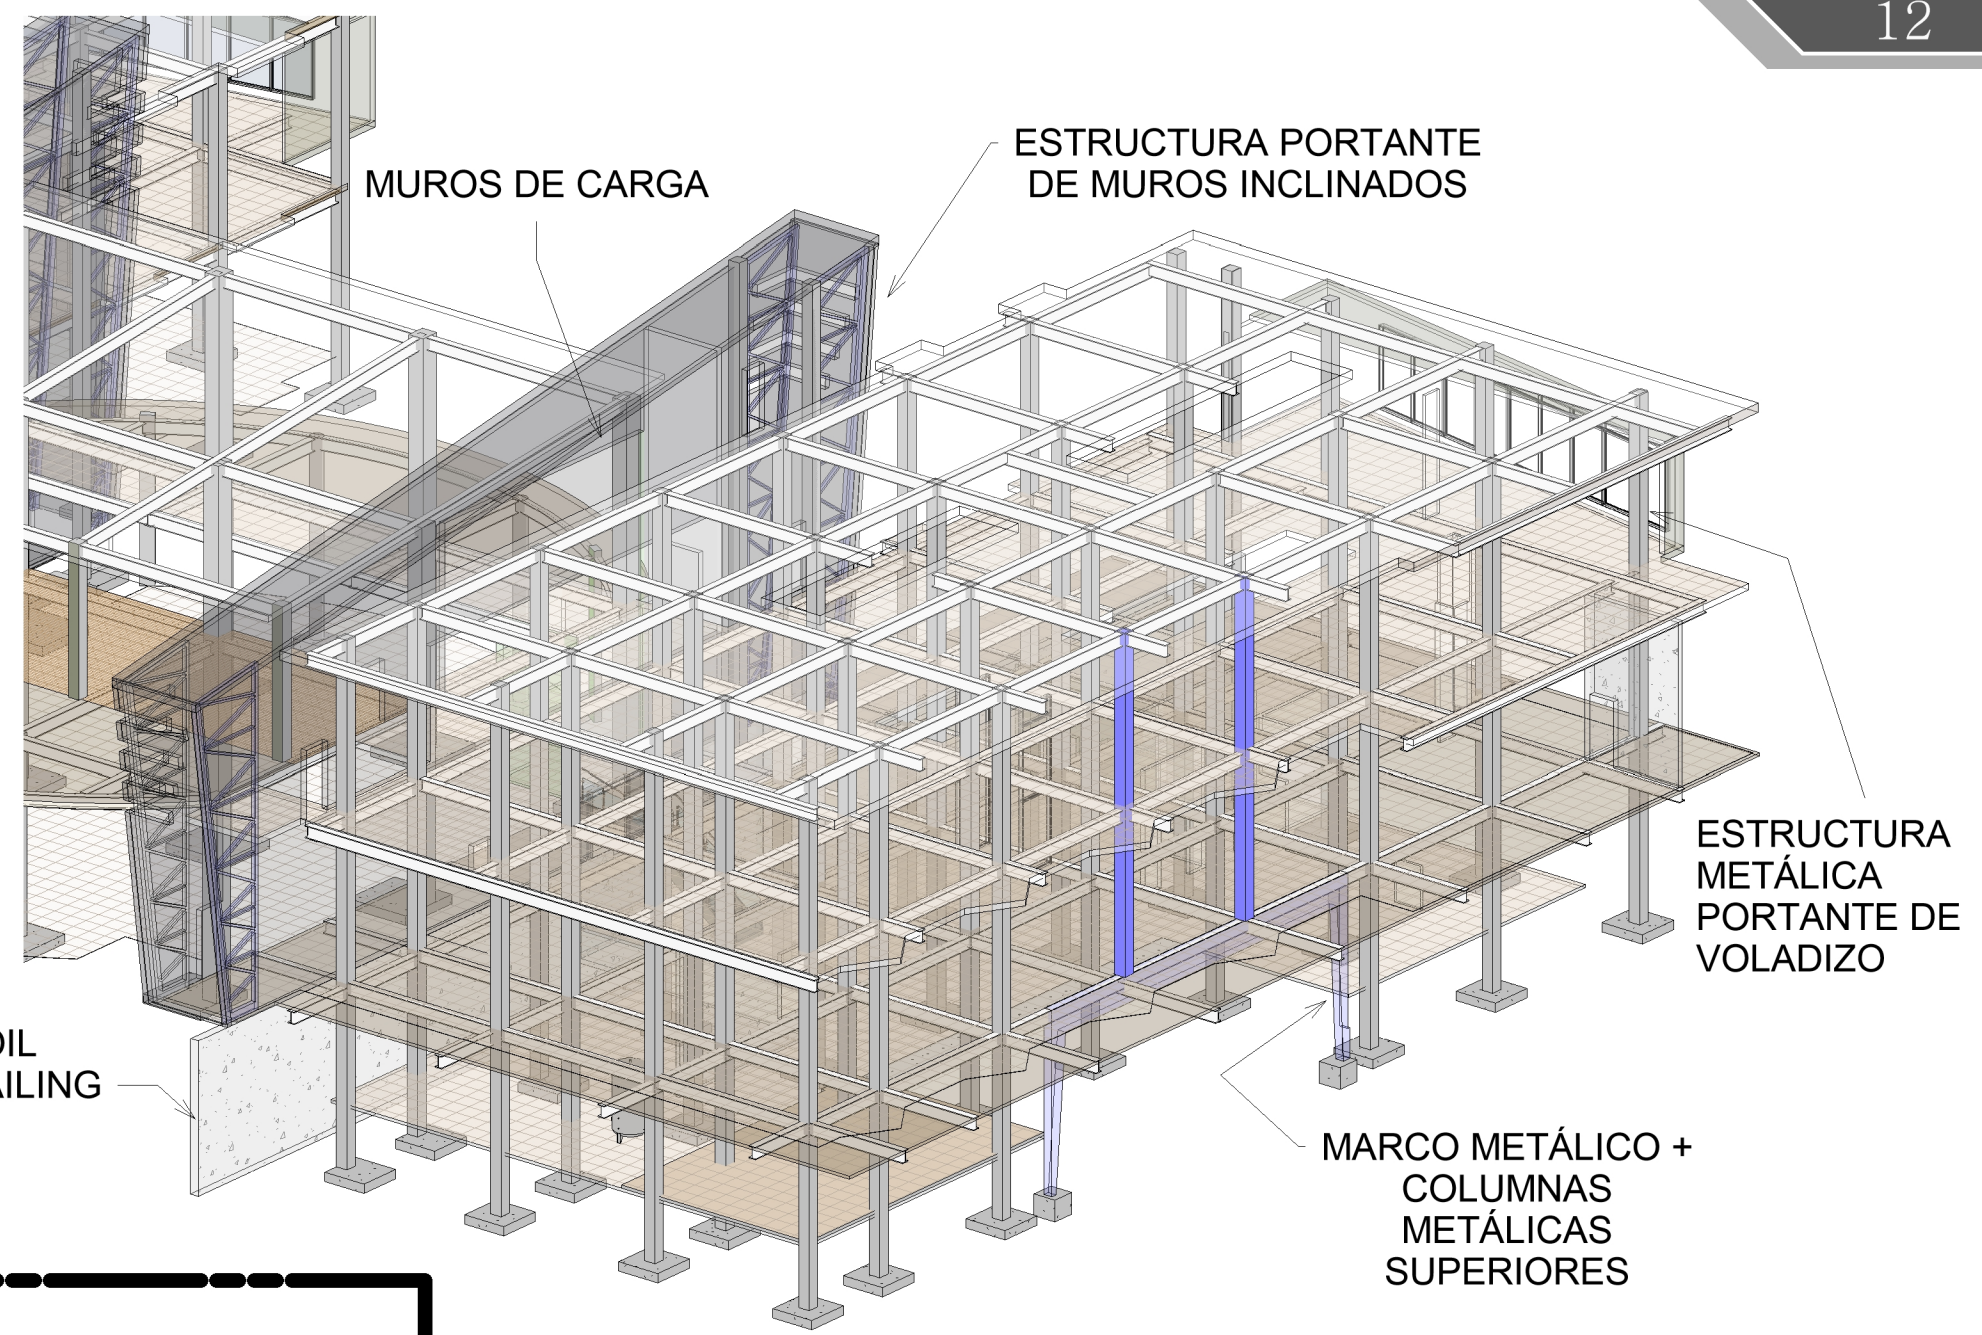 12
ESTRUCTURA PORTANTE
DE MUROS INCLINADOS
MUROS DE CARGA
ESTRUCTURA
METÁLICA
PORTANTE DE
VOLADIZO
MARCO METÁLICO +
COLUMNAS
METÁLICAS
SUPERIORES